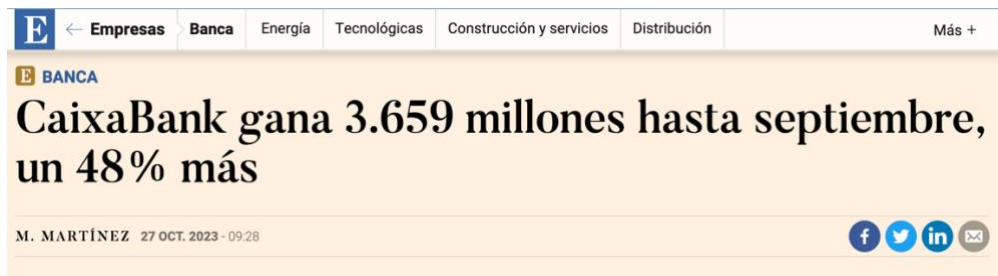 E ← Empresas Banca Energía Tecnológicas Construcción y servicios Distribución Más +
E BANCA
CaixaBank gana 3.659 millones hasta septiembre,
un 48% más
M. MARTÍNEZ 27 OCT. 2023 - 09:28